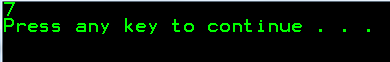 7
Press any key to continue . . .